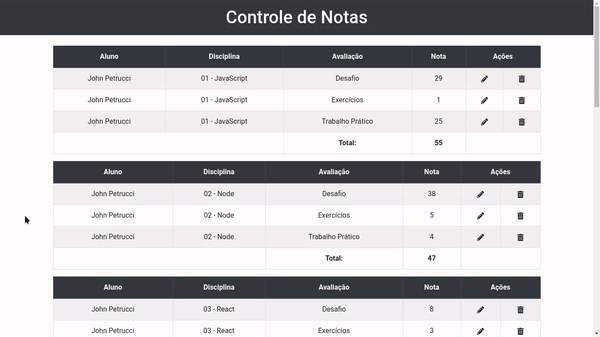 Controle de Notas
Aluno Disciplina Avaliação Nota Ações
John Petrucci 01 - JavaScript Desafio 29
John Petrucci 01 - JavaScript Exercícios 1
John Petrucci 01 - JavaScript Trabalho Prático 25
Total: 55
Aluno Disciplina Avaliação Nota Ações
John Petrucci 02 - Node Desafio 38
John Petrucci 02 - Node Exercícios 5
John Petrucci 02 - Node Trabalho Prático 4
Total: 47
Aluno Disciplina Avaliação Nota Ações
John Petrucci 03 - React Desafio 8
John Petrucci 03 - React Exercícios 3